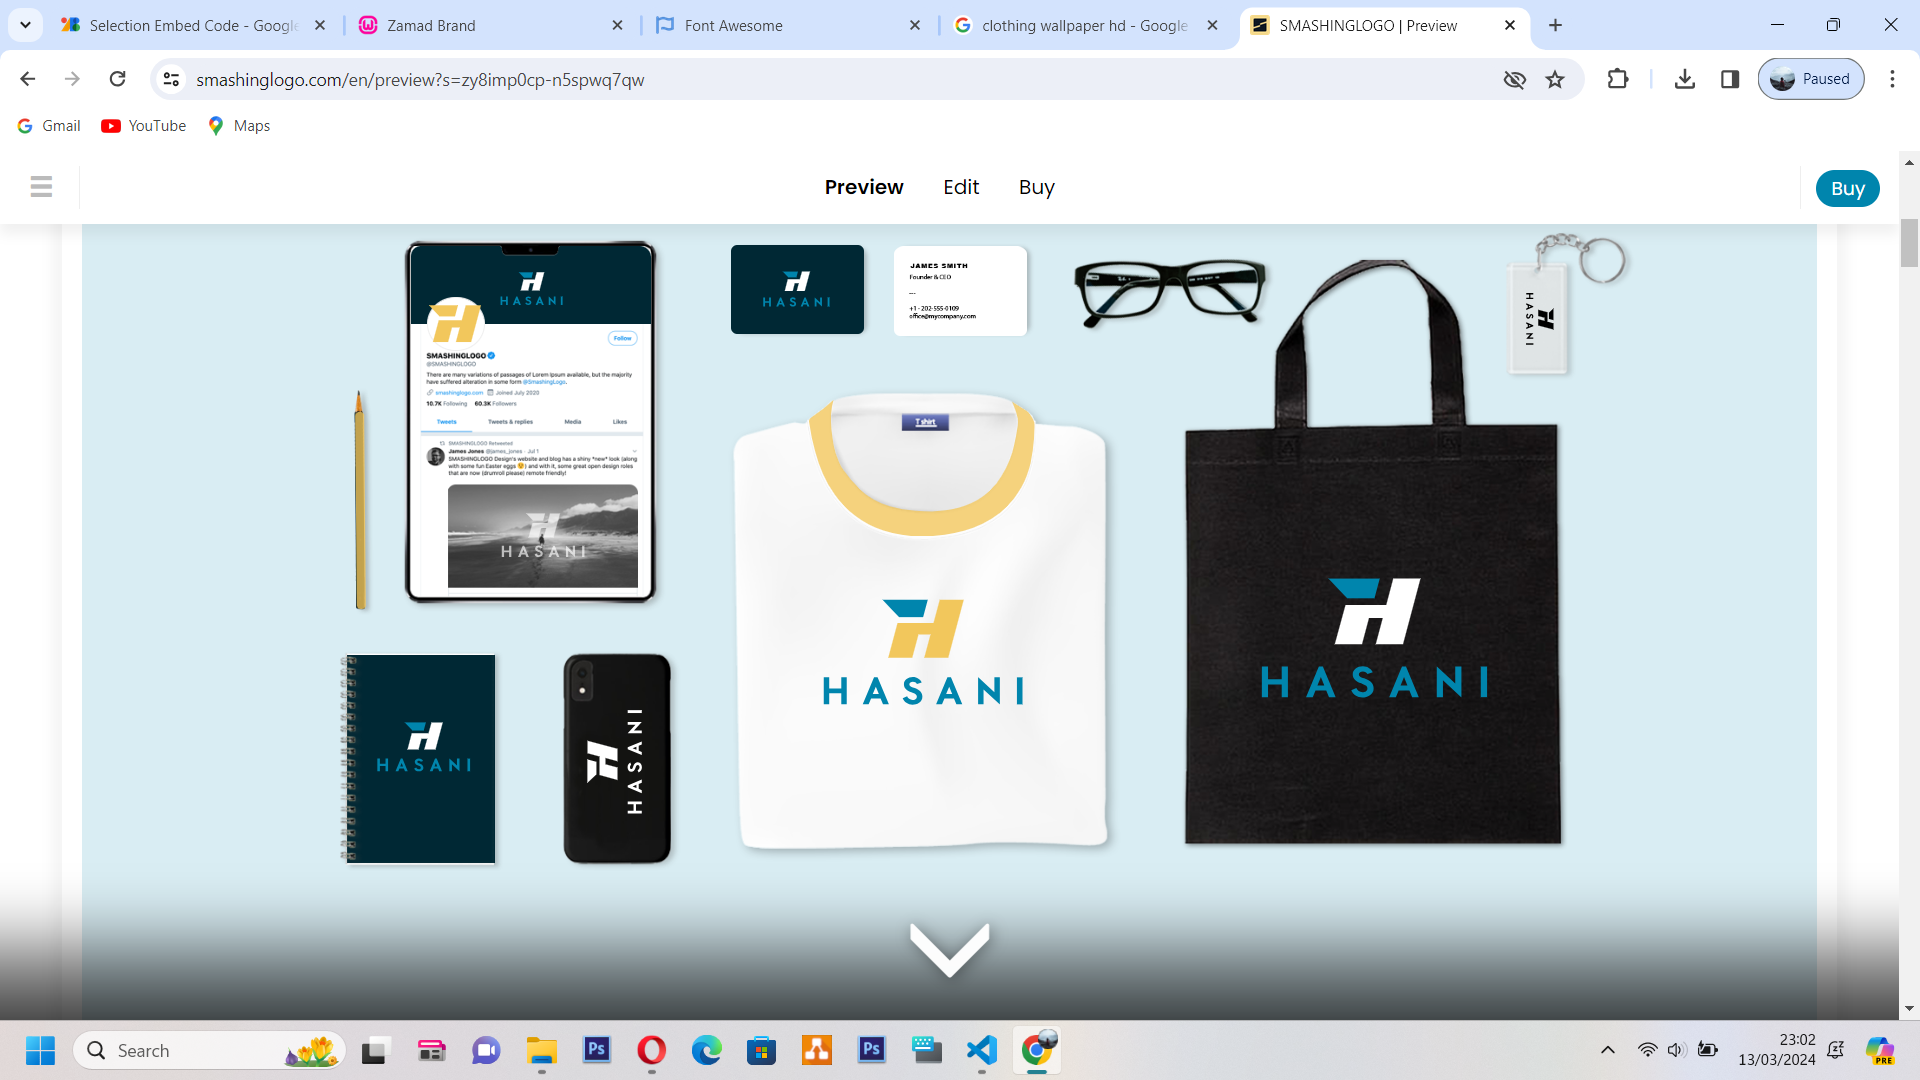 Selection Embed Code - Google
Zamad Brand
Font Awesome
clothing wallpaper hd - Google
SMASHINGLOGO | Preview
smashinglogo.com/en/preview?s=zy8imp0cp-n5spwq7qw
Paused
Gmail
YouTube
Maps
Preview
Edit
Buy
Buy
HASANI
Follow
SMASHINGLOGO
@SMASHINGLOGO
There are many variations of passages of Lorem Ipsum available, but the majority
have suffered alteration in some form @SmashingLogo.
smashinglogo.com Joined July 2020
10.7K Following 60.3K Followers
Tweets Tweets & replies Media Likes
SMASHINGLOGO Retweeted
James Jones @james_jones · Jul 1
SMASHINGLOGO Design's website and blog has a shiny *new* look (along
with some fun Easter eggs 😉) and with it, some great open design roles
that are now (drumroll please) remote friendly!
HASANI
HASANI
JAMES SMITH
Founder & CEO
+1 - 202-555-0109
office@mycompany.com
HASANI
T shirt
HASANI
HASANI
HASANI
HASANI
Search
Ps
Ps
23:02
13/03/2024
PRE